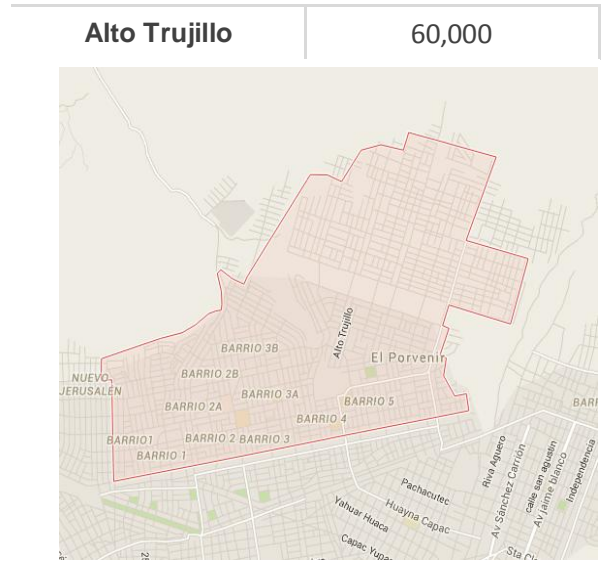 Alto Trujillo 60,000
Alto Trujillo
BARRIO 3B
El Porvenir
BARRIO 2B
NUEVO
JERUSALÉN
BARRIO 3A
BARRIO 5
BARRIO 2A
BARRIO 4
BARRIO1
BARRIO 2
BARRIO 3
BARRIO 1
Riva Aguero
Av Sánchez Carrión
calle san agustin
Av jaime blanco
Independencia
Pachacutec
Yahuar Huaca
Huayna Capac